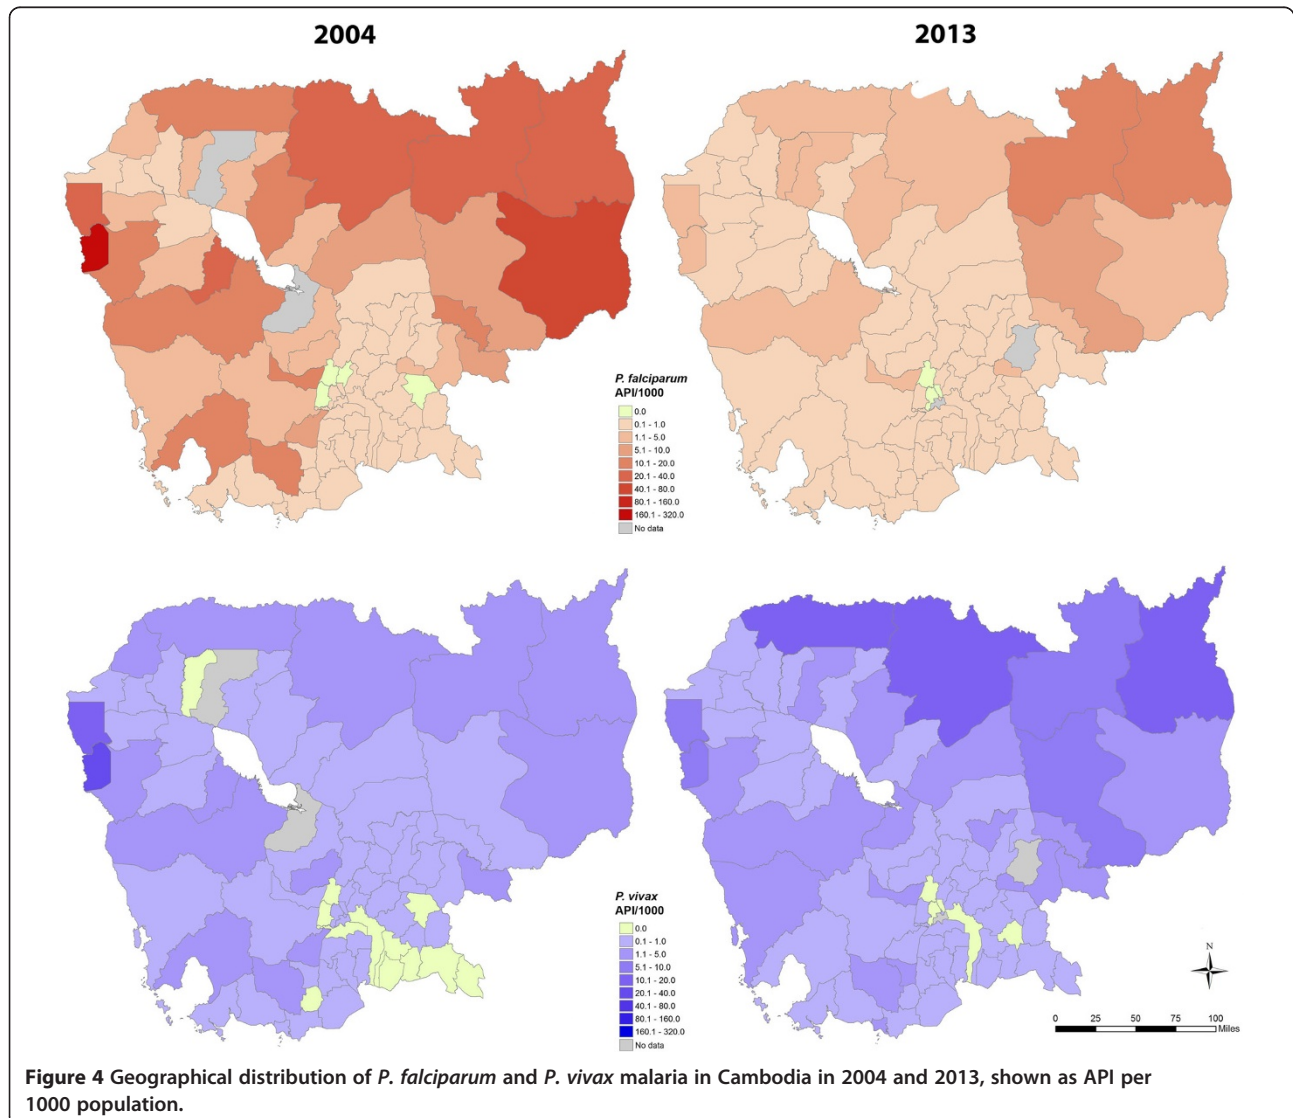 2004
2013
P. falciparum
API/1000
0.0
0.1 - 1.0
1.1 - 5.0
5.1 - 10.0
10.1 - 20.0
20.1 - 40.0
40.1 - 80.0
80.1 - 160.0
160.1 - 320.0
No data
P. vivax
API/1000
0.0
0.1 - 1.0
1.1 - 5.0
5.1 - 10.0
10.1 - 20.0
20.1 - 40.0
40.1 - 80.0
80.1 - 160.0
160.1 - 320.0
No data
N
0 25 50 75 100
Miles
Figure 4 Geographical distribution of P. falciparum and P. vivax malaria in Cambodia in 2004 and 2013, shown as API per
1000 population.